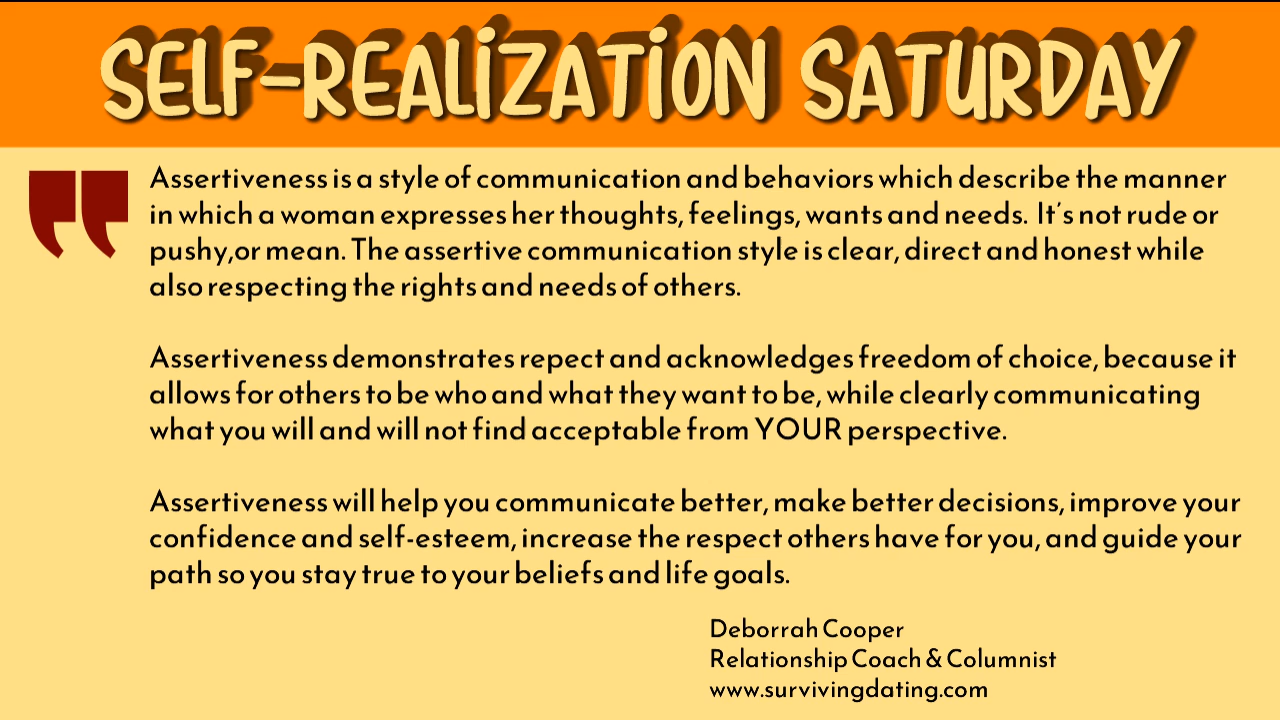 SELF-REALIZATION SATURDAY
Assertiveness is a style of communication and behaviors which describe the manner
in which a woman expresses her thoughts, feelings, wants and needs. It's not rude or
pushy,or mean. The assertive communication style is clear, direct and honest while
also respecting the rights and needs of others.
Assertiveness demonstrates repect and acknowledges freedom of choice, because it
allows for others to be who and what they want to be, while clearly communicating
what you will and will not find acceptable from YOUR perspective.
Assertiveness will help you communicate better, make better decisions, improve your
confidence and self-esteem, increase the respect others have for you, and guide your
path so you stay true to your beliefs and life goals.
Deborrah Cooper
Relationship Coach & Columnist
www.survivingdating.com